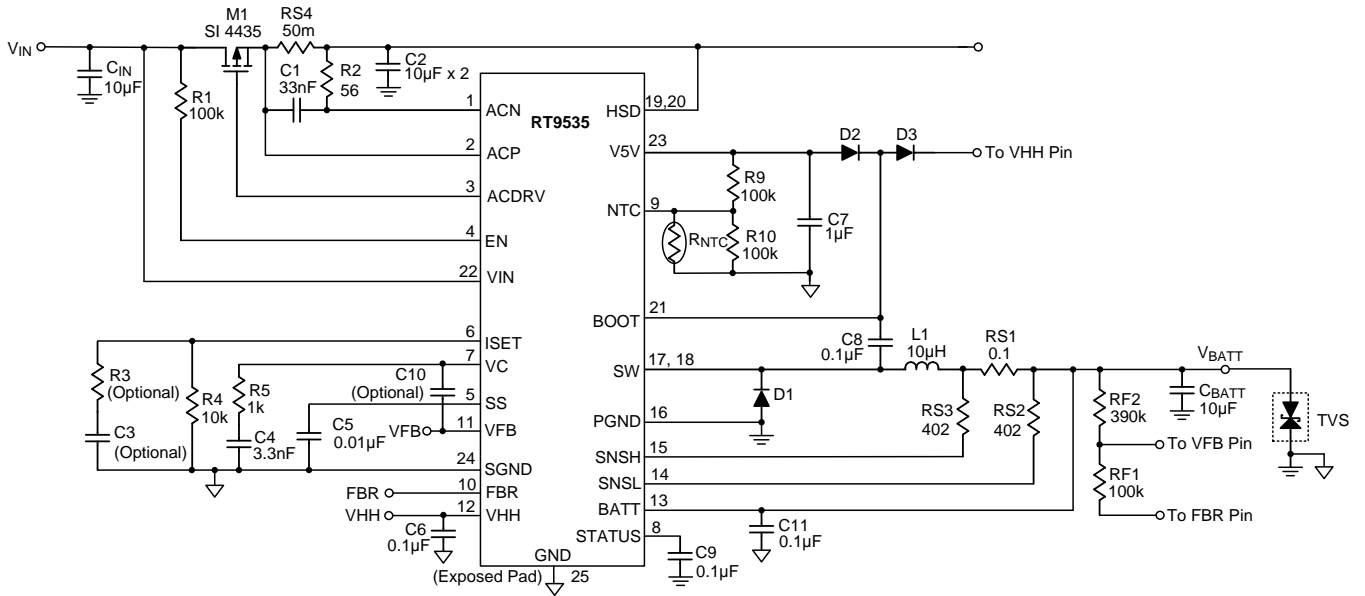 M1
SI 4435
RS4
50m
VIN
CIN
10µF
R1
100k
C1
33nF
R2
56
C2
10µF x 2
RT9535
1 ACN
2 ACP
3 ACDRV
4 EN
22 VIN
6 ISET
7 VC
5 SS
11 VFB
24 SGND
10 FBR
12 VHH
GND
(Exposed Pad) 25
HSD 19,20
V5V 23
NTC 9
BOOT 21
SW 17, 18
PGND 16
SNSH 15
SNSL 14
BATT 13
STATUS 8
R3
(Optional)
C3
(Optional)
R4
10k
R5
1k
C4
3.3nF
C10
(Optional)
C5
0.01µF
VFB
FBR
VHH
C6
0.1µF
D2
D3
To VHH Pin
R9
100k
RNTC
R10
100k
C7
1µF
C8
0.1µF
L1
10µH
RS1
0.1
D1
RS3
402
RS2
402
VBATT
CBATT
10µF
RF2
390k
To VFB Pin
RF1
100k
To FBR Pin
TVS
C11
0.1µF
C9
0.1µF